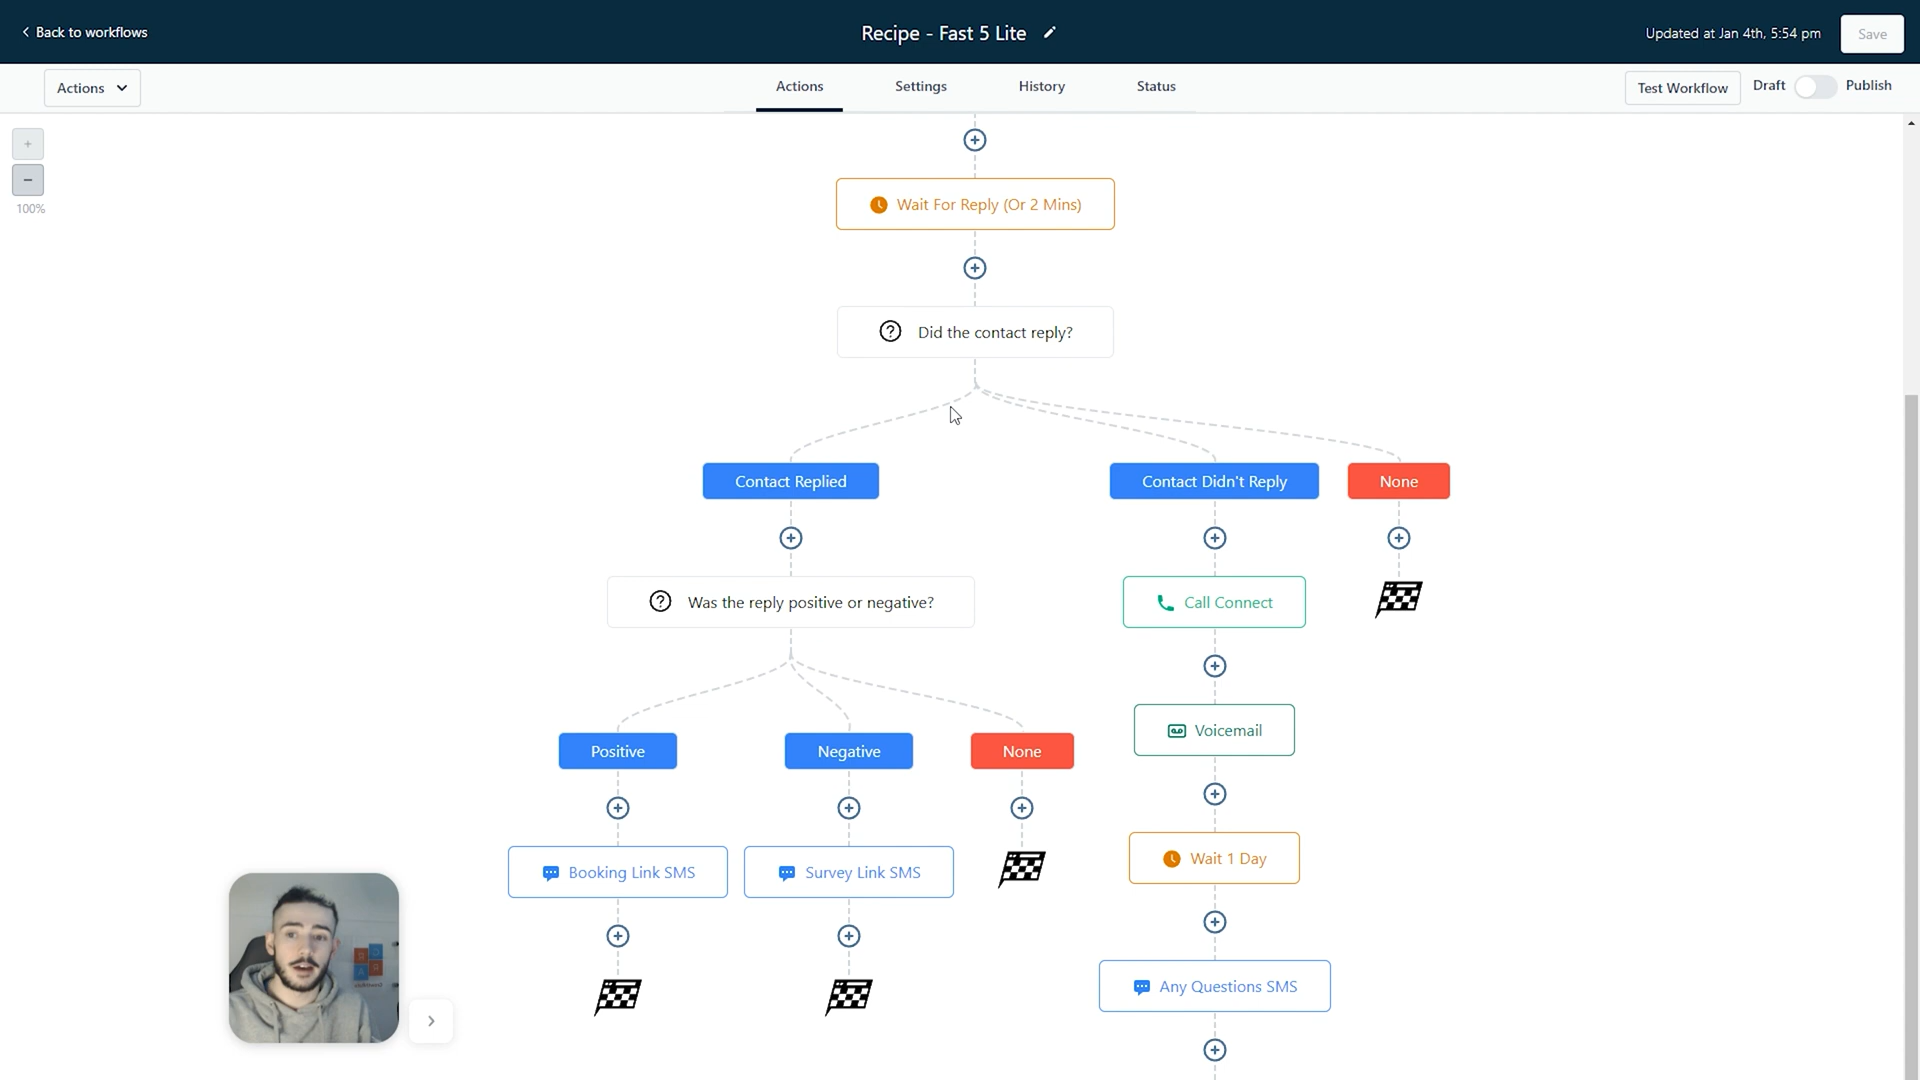 Back to workflows
Recipe - Fast 5 Lite
Updated at Jan 4th, 5:54 pm
Save
Actions
Actions
Settings
History
Status
Test Workflow
Draft
Publish
+
−
100%
Wait For Reply (Or 2 Mins)
Did the contact reply?
Contact Replied
Contact Didn't Reply
None
Was the reply positive or negative?
Call Connect
Voicemail
Positive
Negative
None
Wait 1 Day
Booking Link SMS
Survey Link SMS
Any Questions SMS